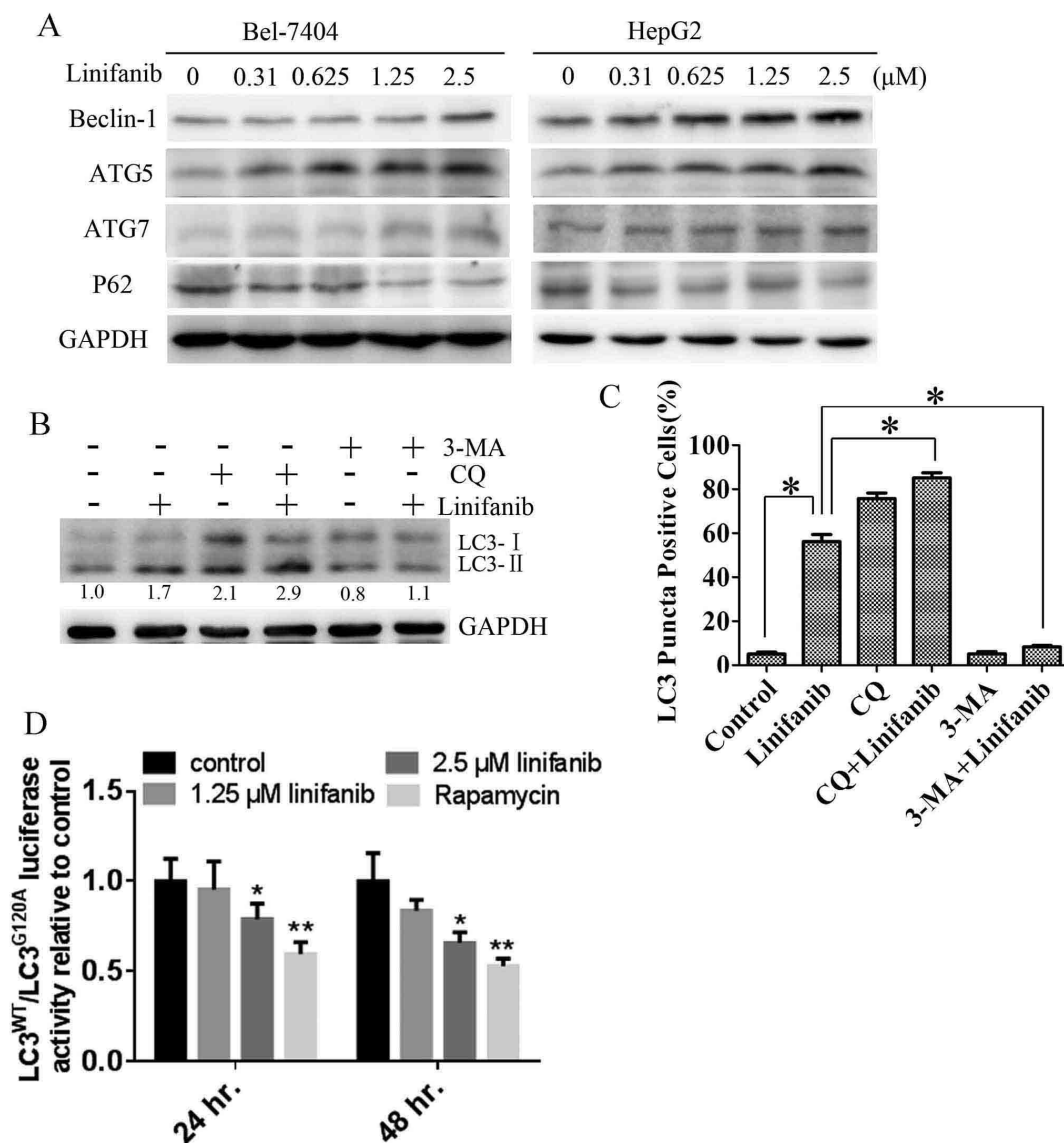 A
Bel-7404 HepG2
Linifanib 0 0.31 0.625 1.25 2.5 0 0.31 0.625 1.25 2.5 (μM)
Beclin-1
ATG5
ATG7
P62
GAPDH
B
- - - - + + 3-MA
- - + + - - CQ
- + - + - + Linifanib
LC3-Ⅰ
LC3-Ⅱ
1.0 1.7 2.1 2.9 0.8 1.1
GAPDH
C
LC3 Puncta Positive Cells(%)
100
80
60
40
20
0
* * *
Control Linifanib CQ CQ+Linifanib 3-MA 3-MA+Linifanib
D
control 2.5 μM linifanib
1.25 μM linifanib Rapamycin
LC3WT/LC3G120A luciferase
activity relative to control
1.5
1.0
0.5
0.0
* ** * **
24 hr. 48 hr.